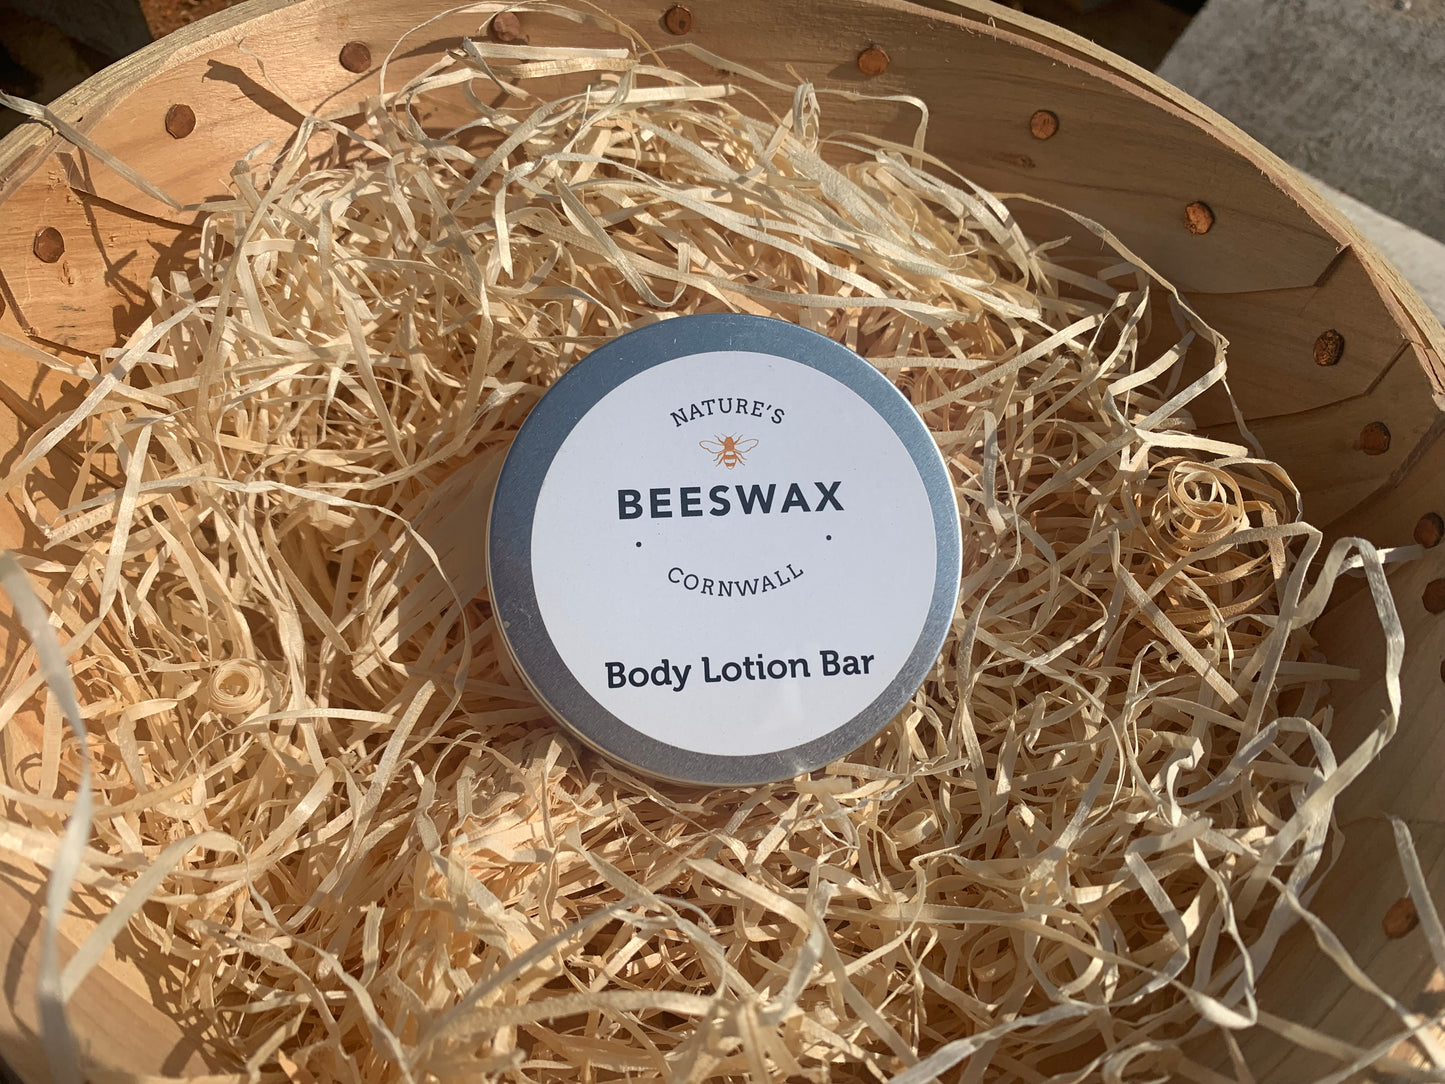 NATURE'S
BEESWAX
CORNWALL
Body Lotion Bar